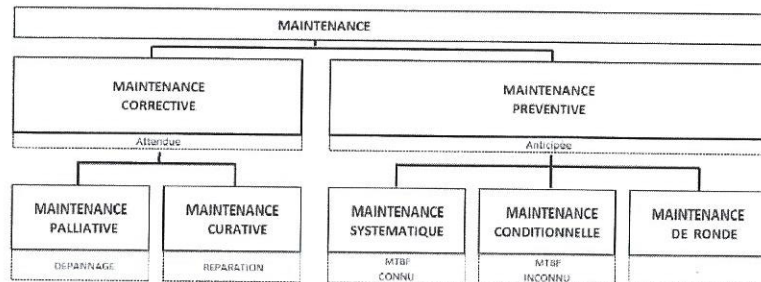 MAINTENANCE
MAINTENANCE
CORRECTIVE
Attendue
MAINTENANCE
PREVENTIVE
Anticipée
MAINTENANCE
PALLIATIVE
DEPANNAGE
MAINTENANCE
CURATIVE
REPARATION
MAINTENANCE
SYSTEMATIQUE
MTBF
CONNU
MAINTENANCE
CONDITIONNELLE
MTBF
INCONNU
MAINTENANCE
DE RONDE